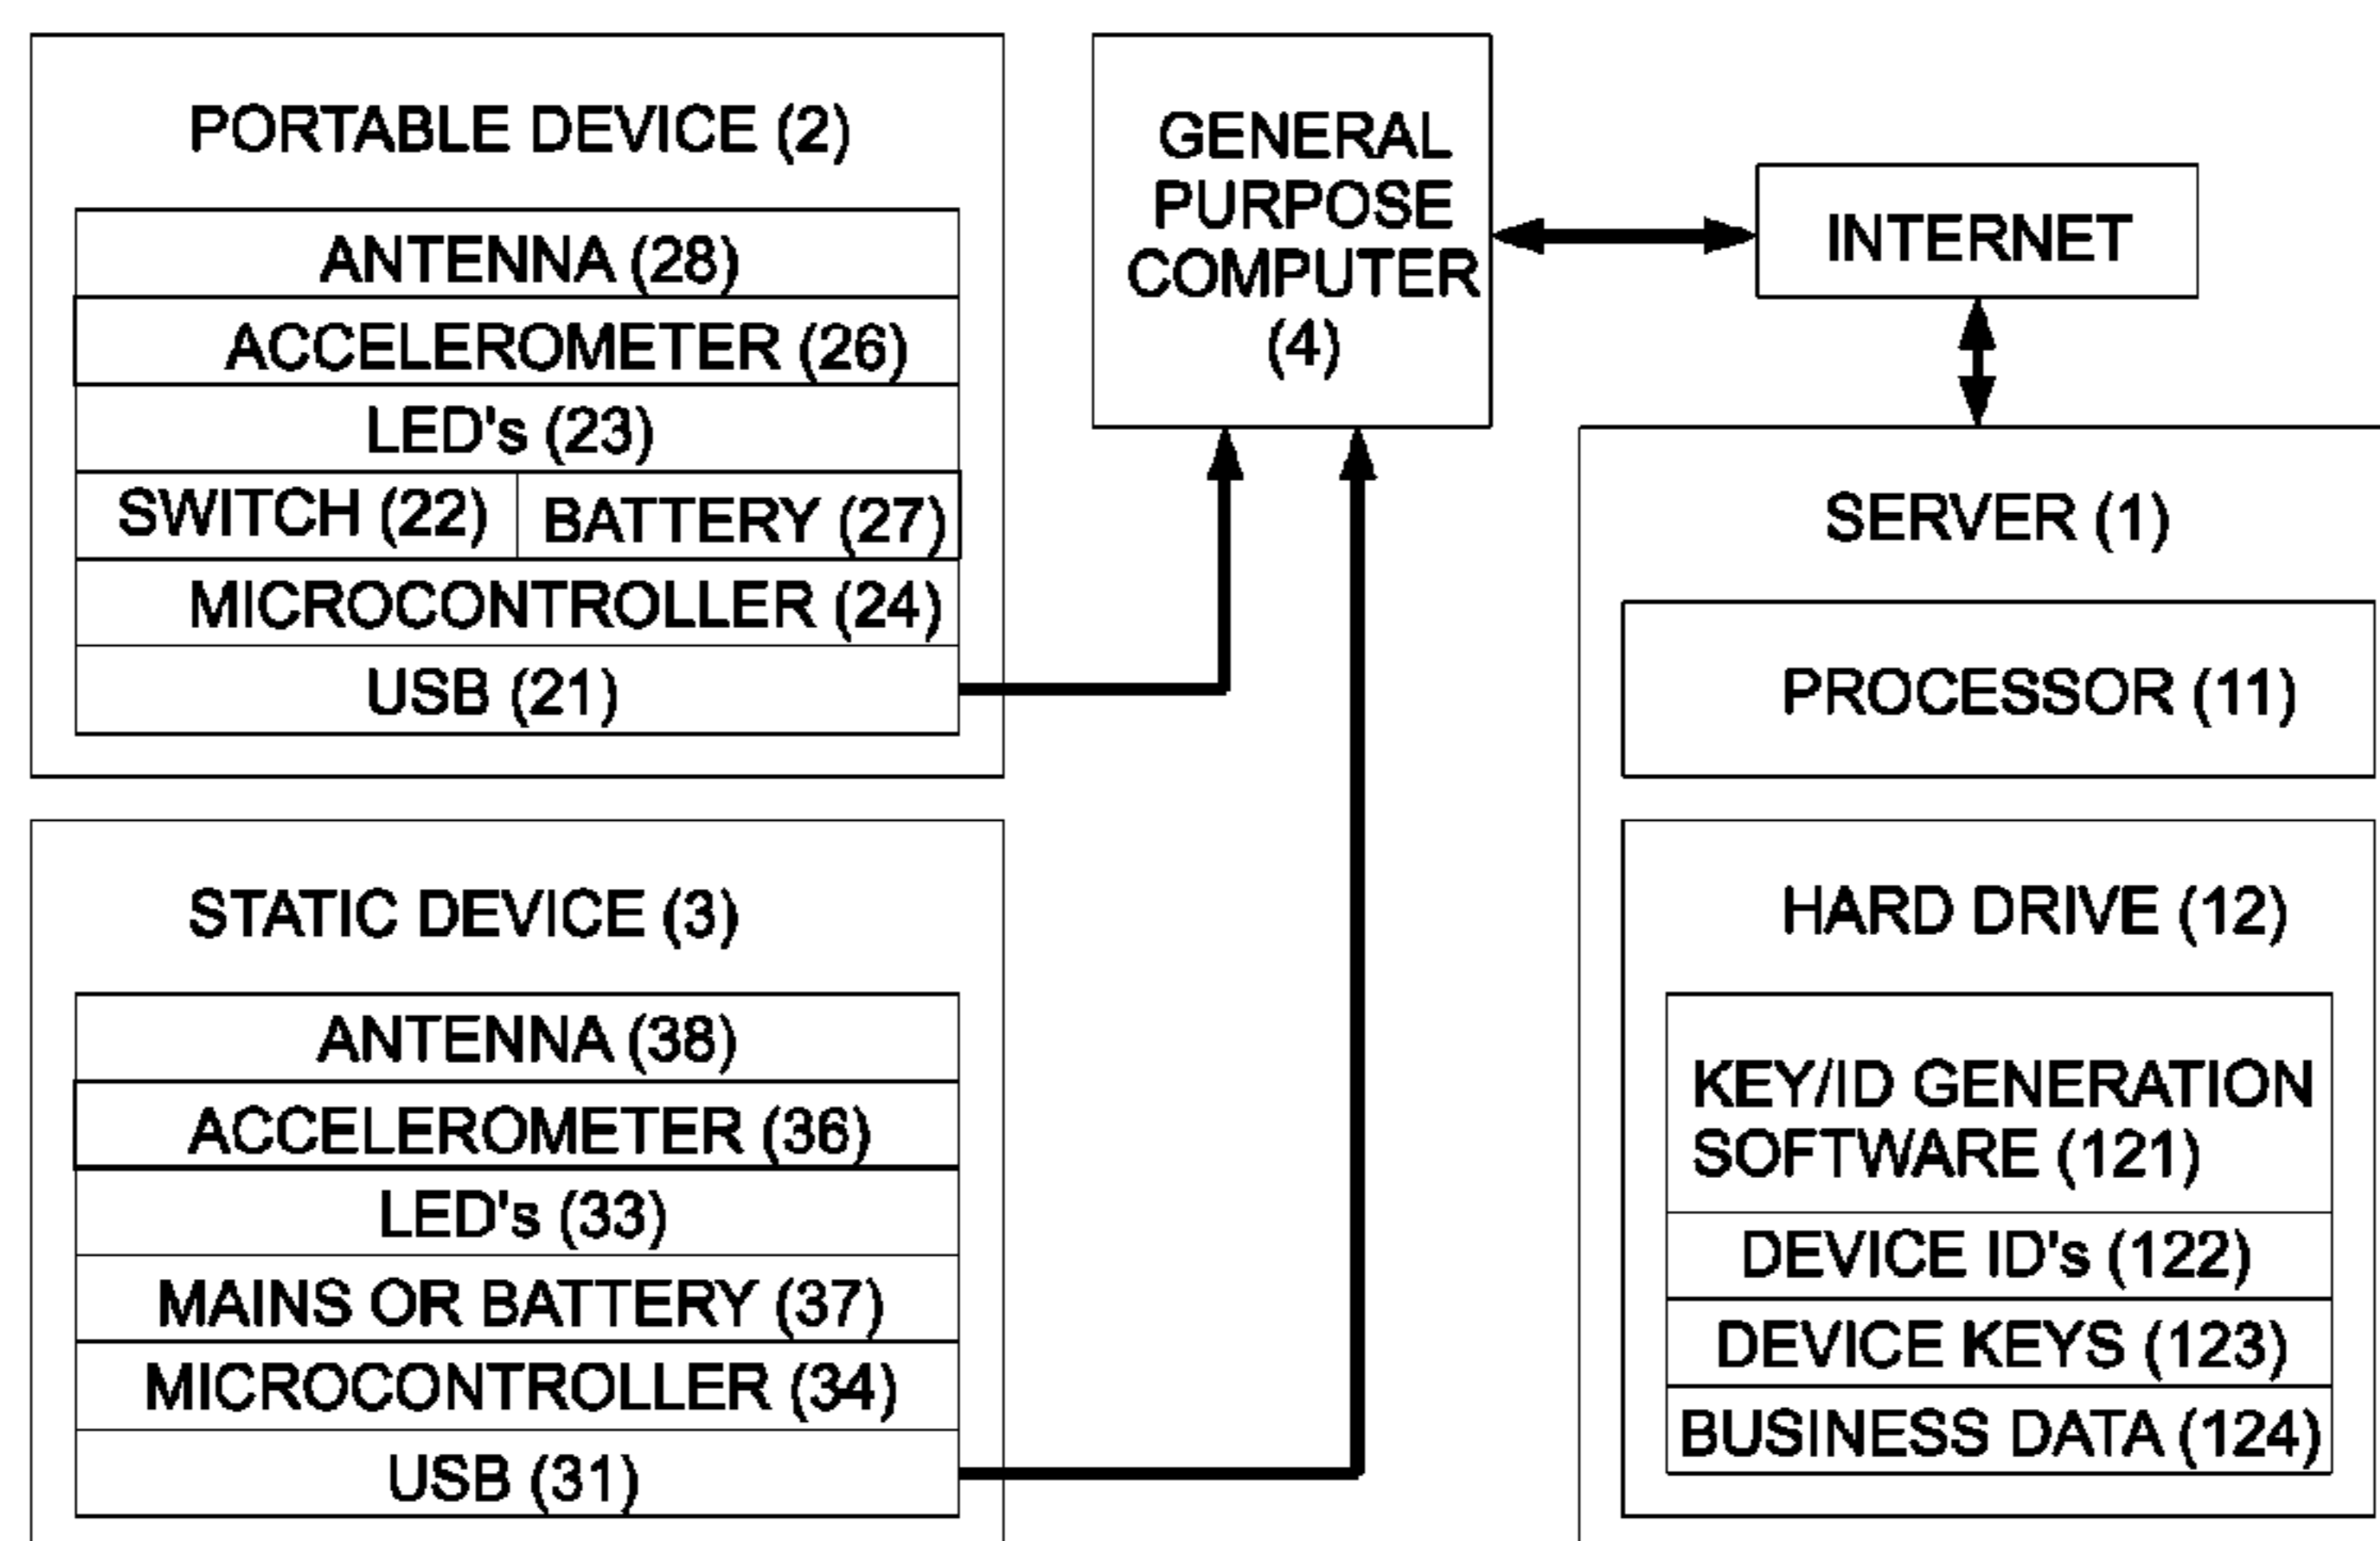 PORTABLE DEVICE (2)
ANTENNA (28)
ACCELEROMETER (26)
LED's (23)
SWITCH (22)
BATTERY (27)
MICROCONTROLLER (24)
USB (21)
STATIC DEVICE (3)
ANTENNA (38)
ACCELEROMETER (36)
LED's (33)
MAINS OR BATTERY (37)
MICROCONTROLLER (34)
USB (31)
GENERAL
PURPOSE
COMPUTER
(4)
INTERNET
SERVER (1)
PROCESSOR (11)
HARD DRIVE (12)
KEY/ID GENERATION
SOFTWARE (121)
DEVICE ID's (122)
DEVICE KEYS (123)
BUSINESS DATA (124)